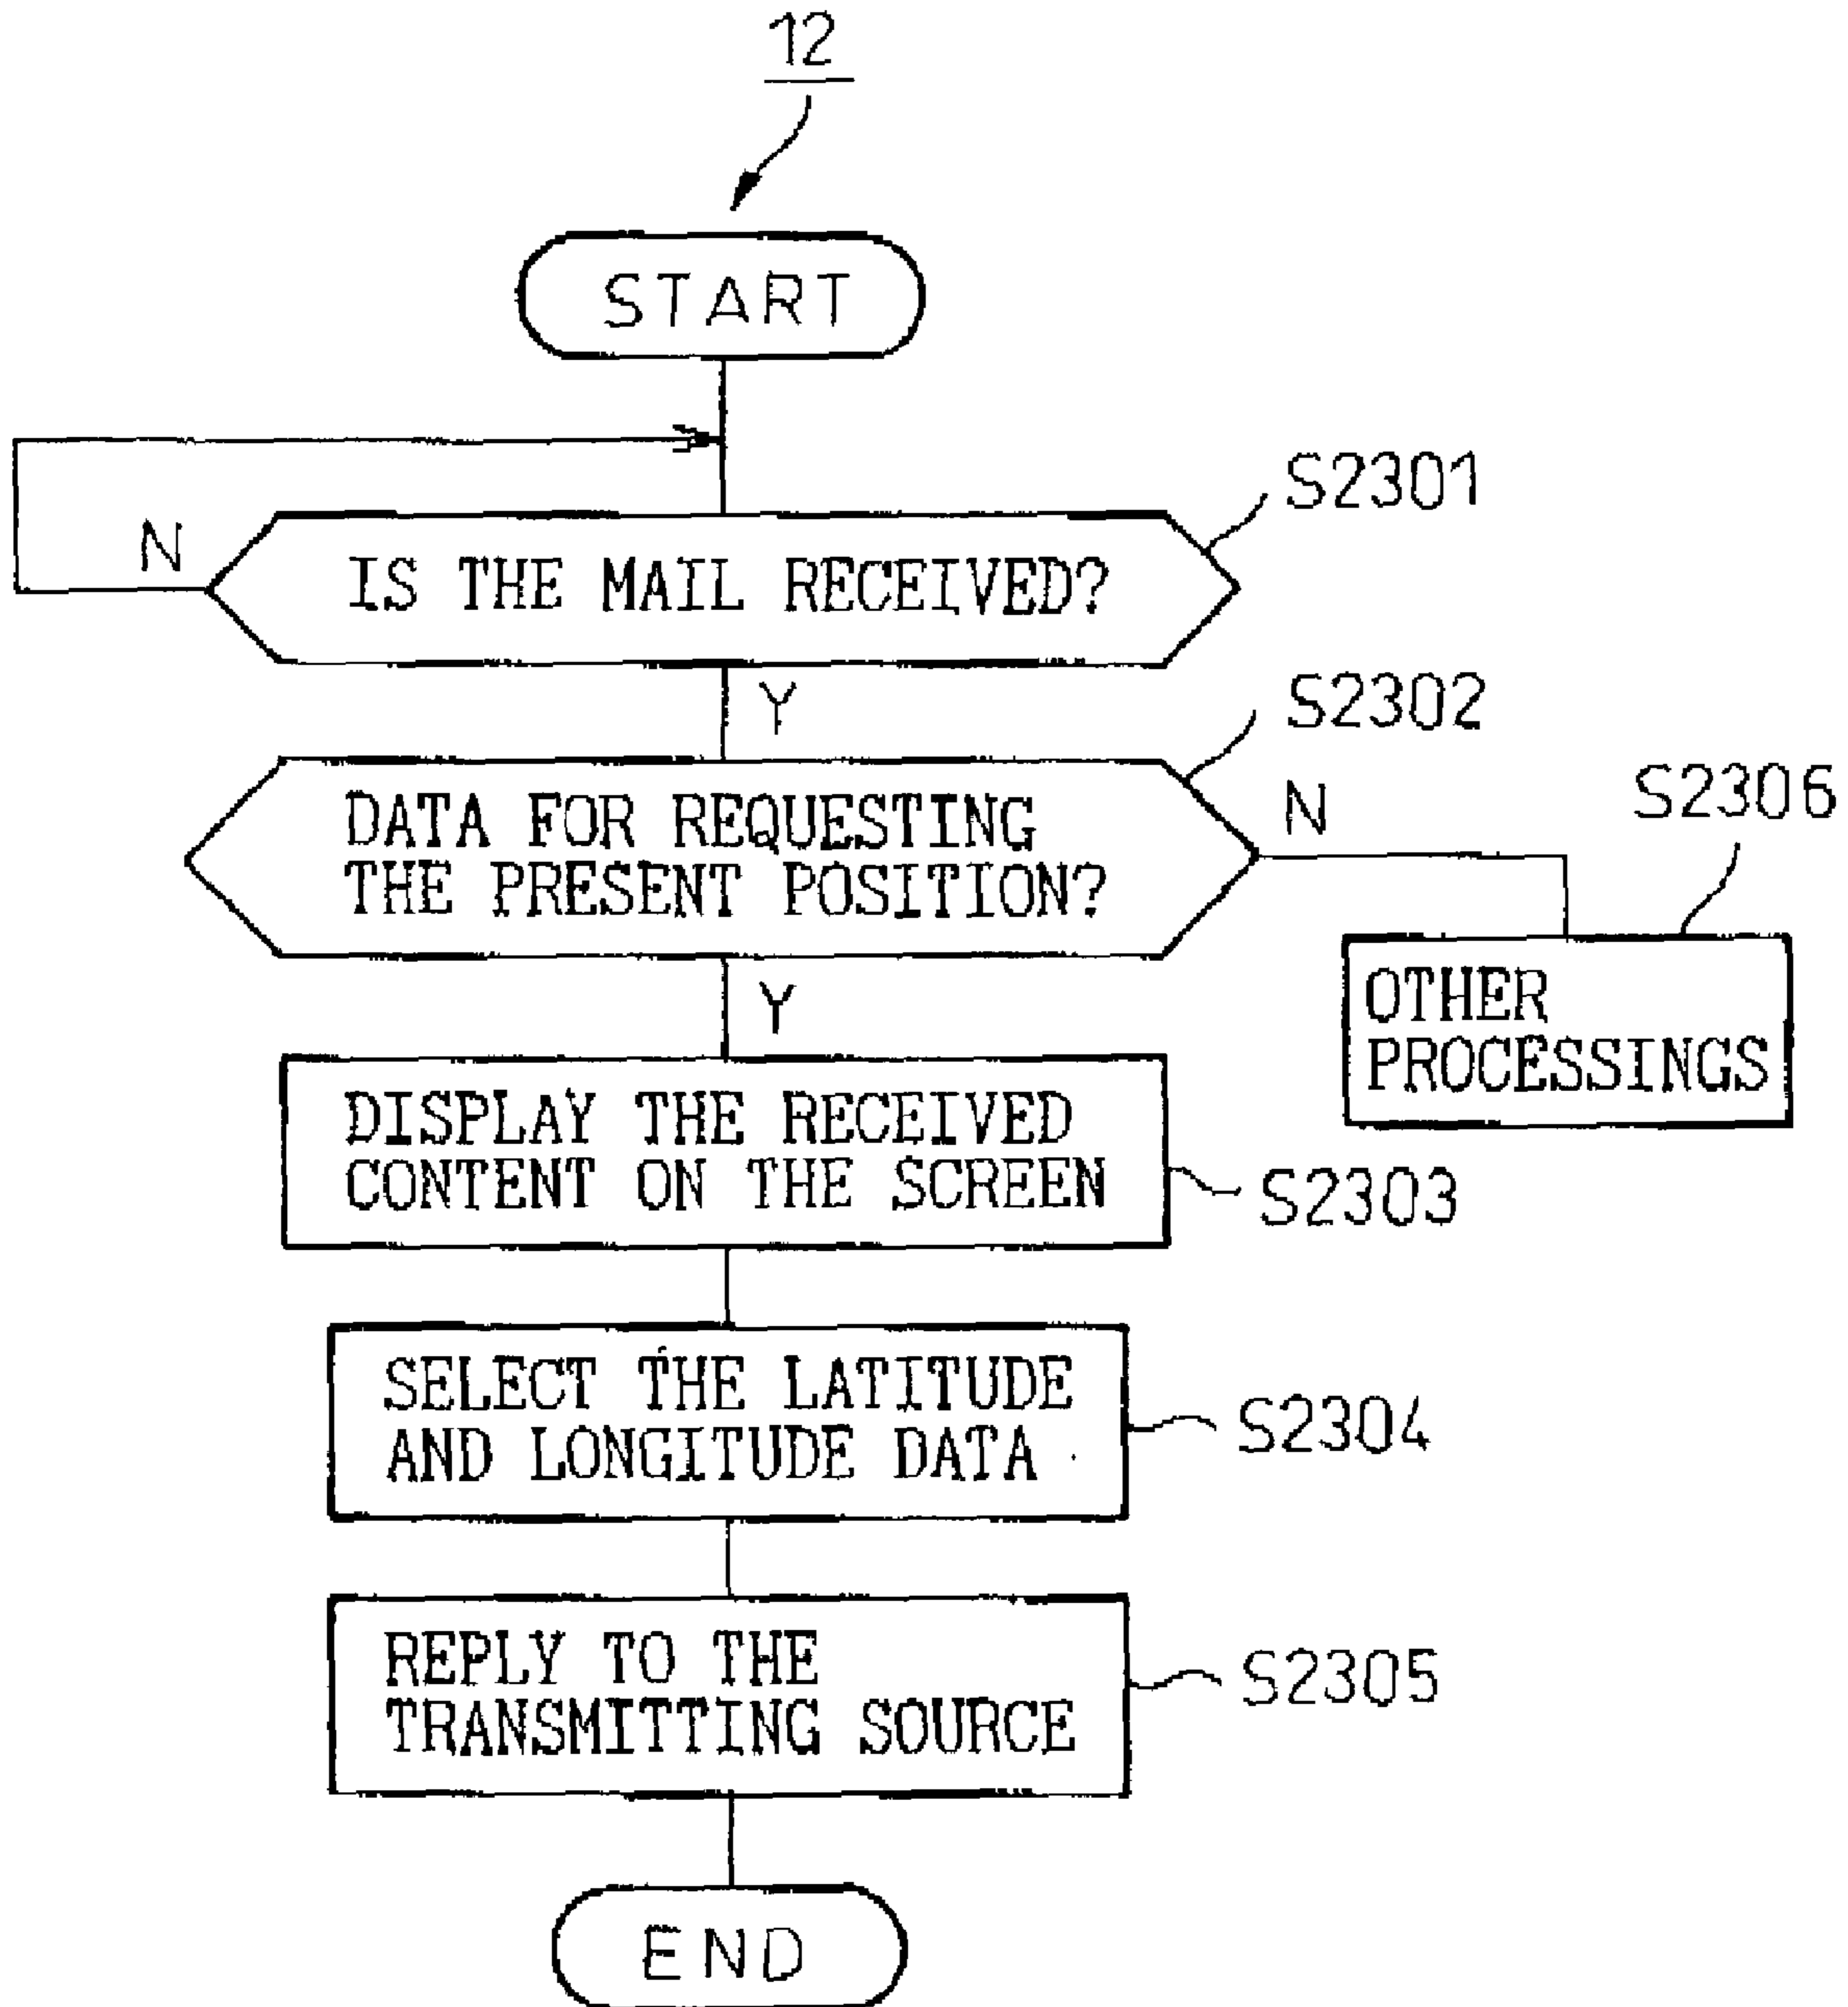 12
START
S2301
N
IS THE MAIL RECEIVED?
Y
S2302
DATA FOR REQUESTING
THE PRESENT POSITION?
N
S2306
OTHER
PROCESSINGS
Y
DISPLAY THE RECEIVED
CONTENT ON THE SCREEN
S2303
SELECT THE LATITUDE
AND LONGITUDE DATA
S2304
REPLY TO THE
TRANSMITTING SOURCE
S2305
END